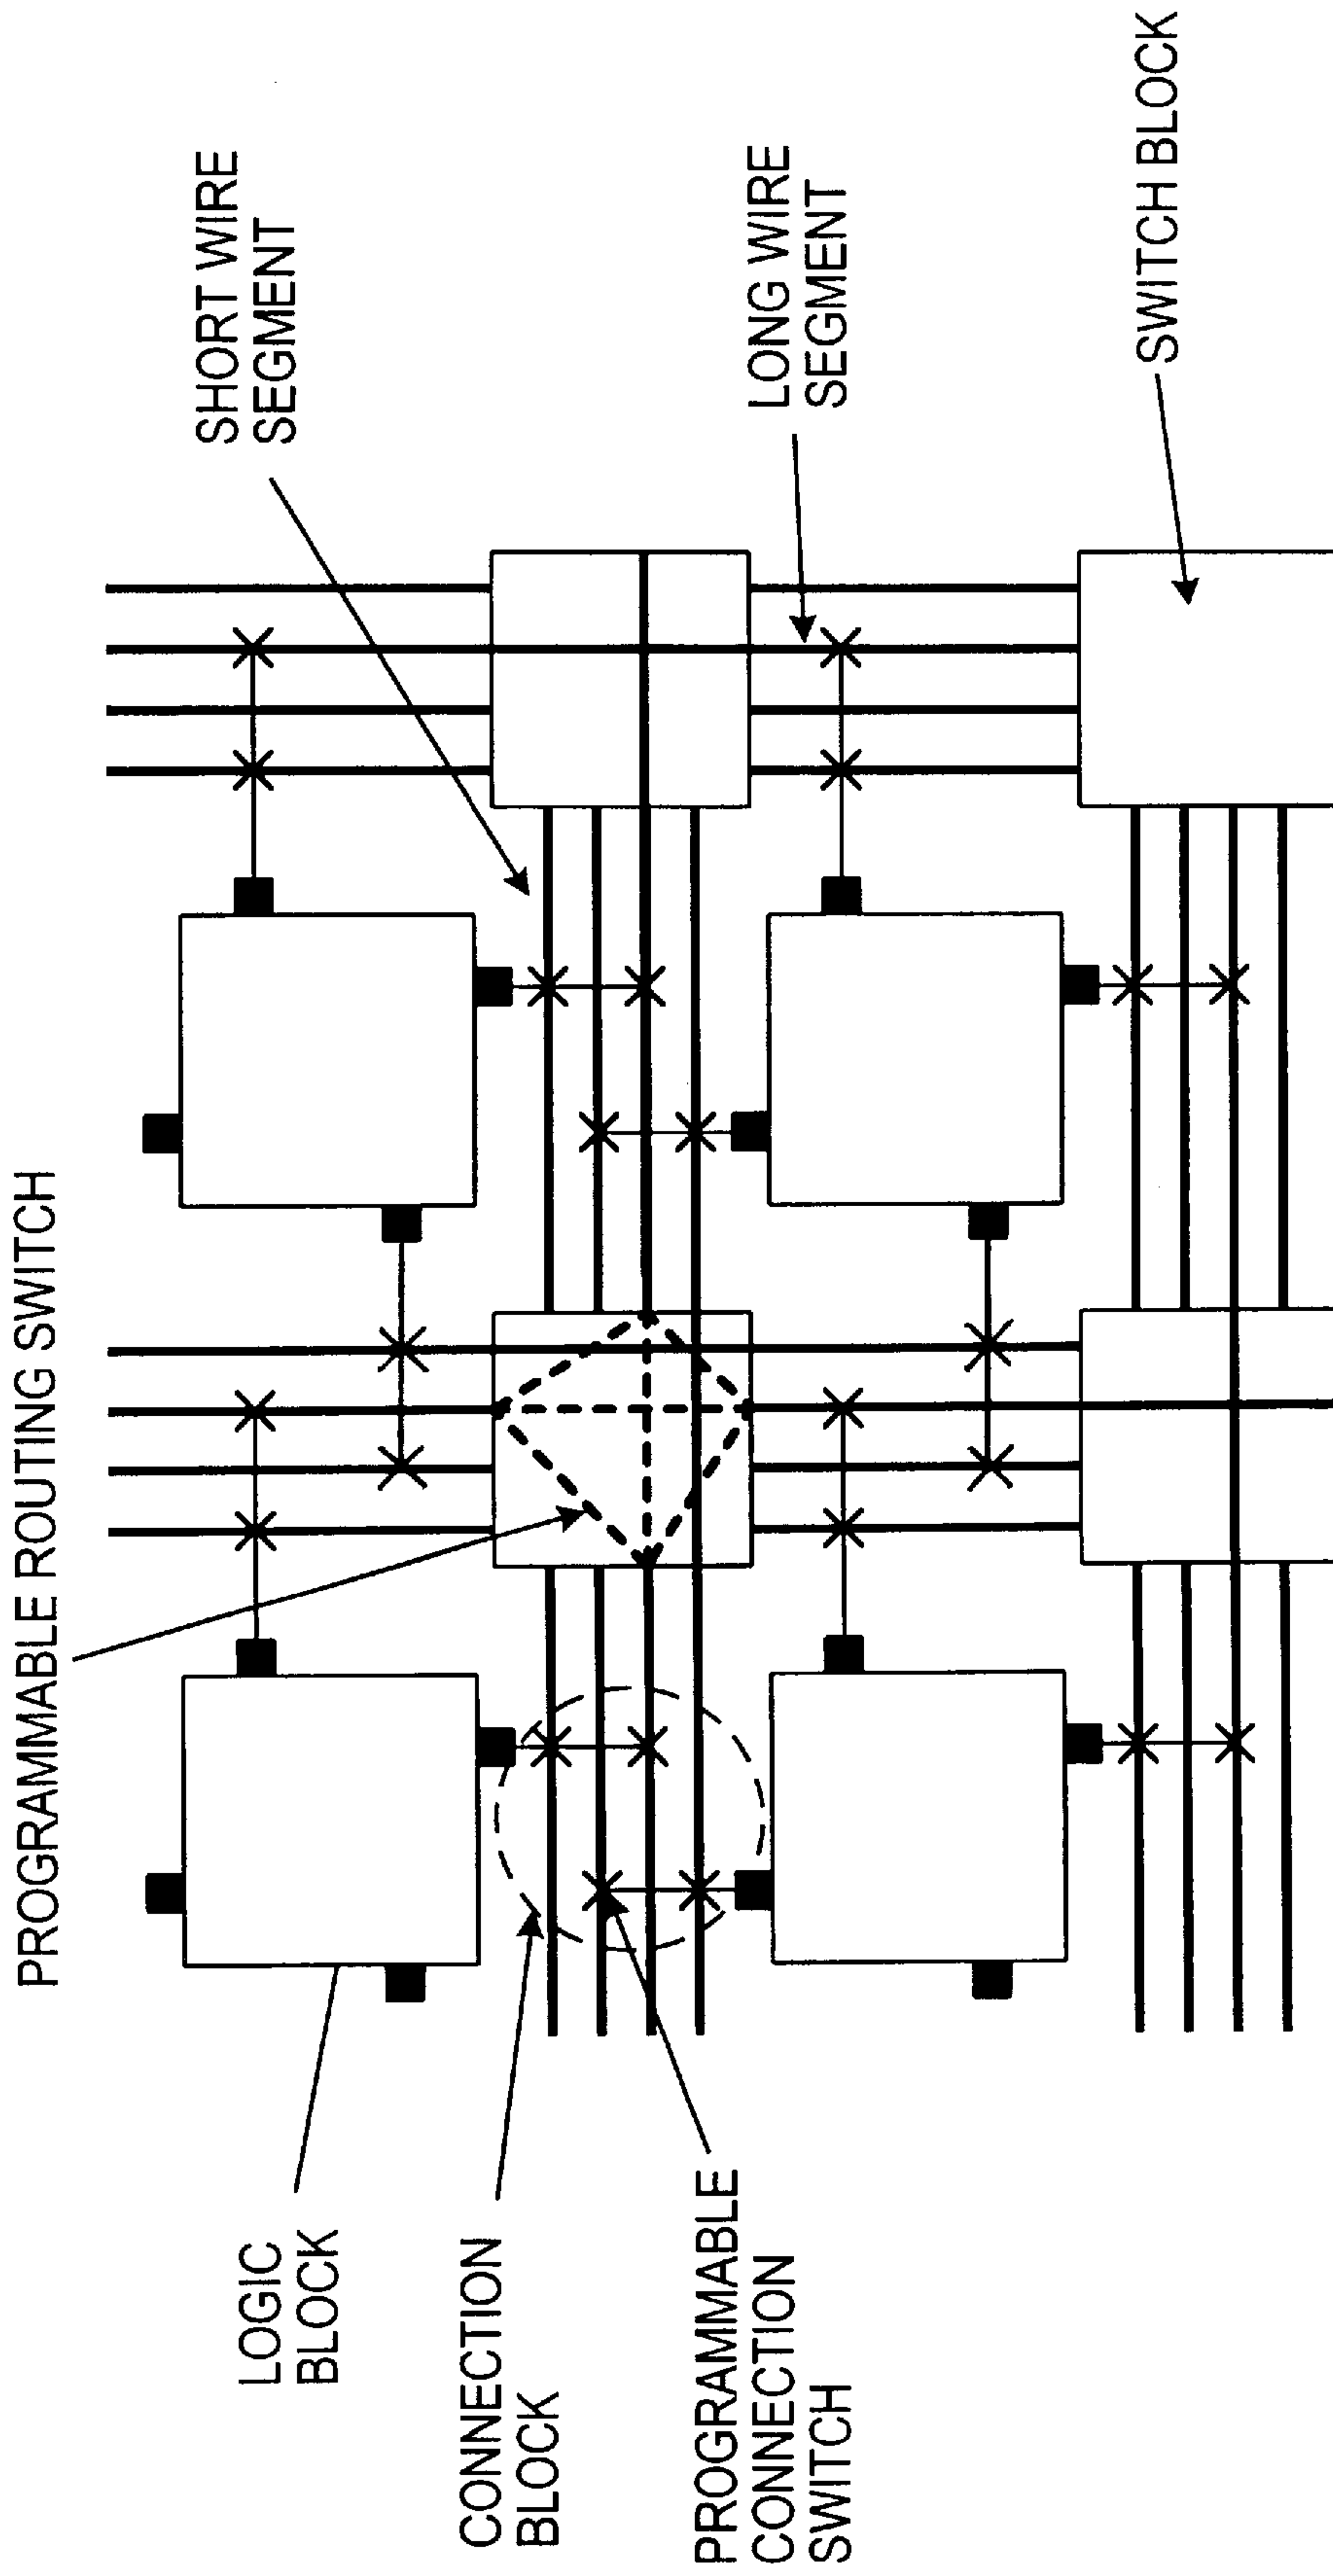 PROGRAMMABLE ROUTING SWITCH
LOGIC
BLOCK
SHORT WIRE
SEGMENT
CONNECTION
BLOCK
PROGRAMMABLE
CONNECTION
SWITCH
LONG WIRE
SEGMENT
SWITCH BLOCK